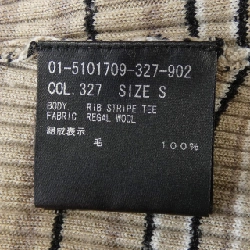 01-5101709-327-902
COL. 327 SIZE S
BODY RIB STRIPE TEE
FABRIC REGAL WOOL
組成表示
毛 100%